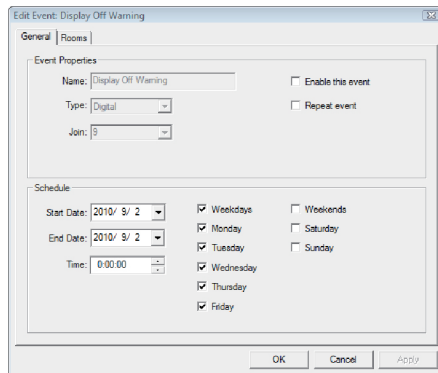 Edit Event: Display Off Warning
General Rooms
Event Properties
Name: Display Off Warning Enable this event
Type: Digital Repeat event
Join: 9
Schedule
Start Date: 2010/ 9/ 2 Weekdays Weekends
Monday Saturday
End Date: 2010/ 9/ 2 Tuesday Sunday
Time: 0:00:00 Wednesday
Thursday
Friday
OK Cancel Apply